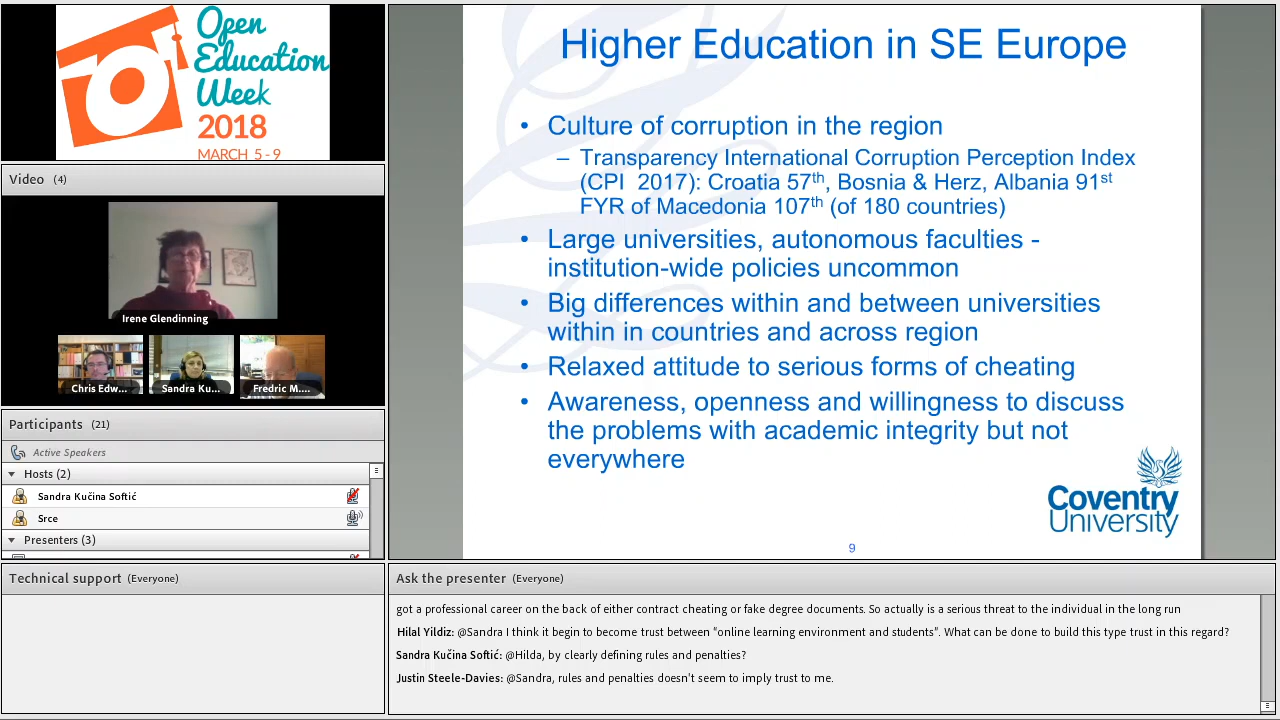 Open
Education
Week
2018
MARCH 5 - 9
Video (4)
Irene Glendinning
Chris Edw...
Sandra Ku...
Fredric M....
Participants (21)
Active Speakers
Hosts (2)
Sandra Kučina Softić
Srce
Presenters (3)
Technical support (Everyone)
Higher Education in SE Europe
• Culture of corruption in the region
– Transparency International Corruption Perception Index
(CPI 2017): Croatia 57th, Bosnia & Herz, Albania 91st
FYR of Macedonia 107th (of 180 countries)
• Large universities, autonomous faculties -
institution-wide policies uncommon
• Big differences within and between universities
within in countries and across region
• Relaxed attitude to serious forms of cheating
• Awareness, openness and willingness to discuss
the problems with academic integrity but not
everywhere
Coventry
University
9
Ask the presenter (Everyone)
got a professional career on the back of either contract cheating or fake degree documents. So actually is a serious threat to the individual in the long run
Hilal Yildiz: @Sandra I think it begin to become trust between “online learning environment and students”. What can be done to build this type trust in this regard?
Sandra Kučina Softić: @Hilda, by clearly defining rules and penalties?
Justin Steele-Davies: @Sandra, rules and penalties doesn't seem to imply trust to me.